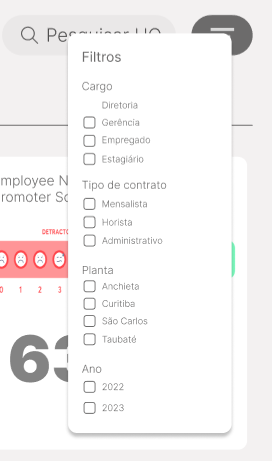 Pesquisar HQ
Filtros
Cargo
Diretoria
Gerência
Empregado
Estagiário
Tipo de contrato
Mensalista
Horista
Administrativo
Planta
Anchieta
Curitiba
São Carlos
Taubaté
Ano
2022
2023
mployee N
romoter Sc
DETRACTO
0 1 2 3
63